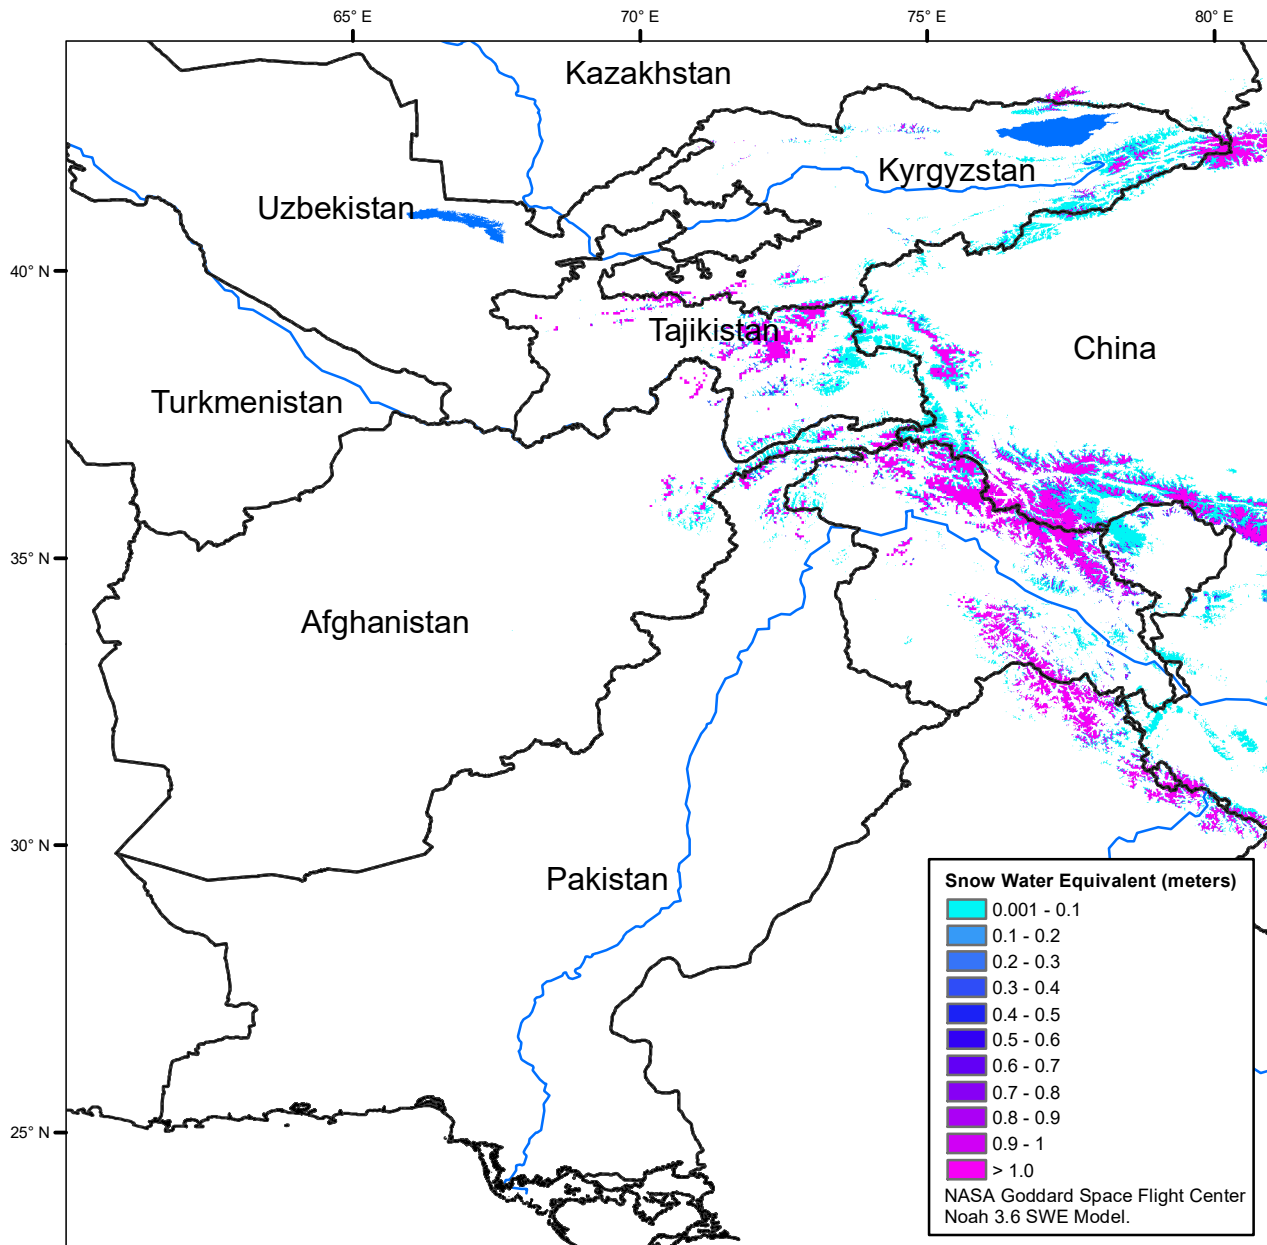 65° E
70° E
75° E
80° E
Kazakhstan
Kyrgyzstan
Uzbekistan
40° N
Tajikistan
China
Turkmenistan
35° N
Afghanistan
30° N
Pakistan
25° N
Snow Water Equivalent (meters)
0.001 - 0.1
0.1 - 0.2
0.2 - 0.3
0.3 - 0.4
0.4 - 0.5
0.5 - 0.6
0.6 - 0.7
0.7 - 0.8
0.8 - 0.9
0.9 - 1
> 1.0
NASA Goddard Space Flight Center
Noah 3.6 SWE Model.